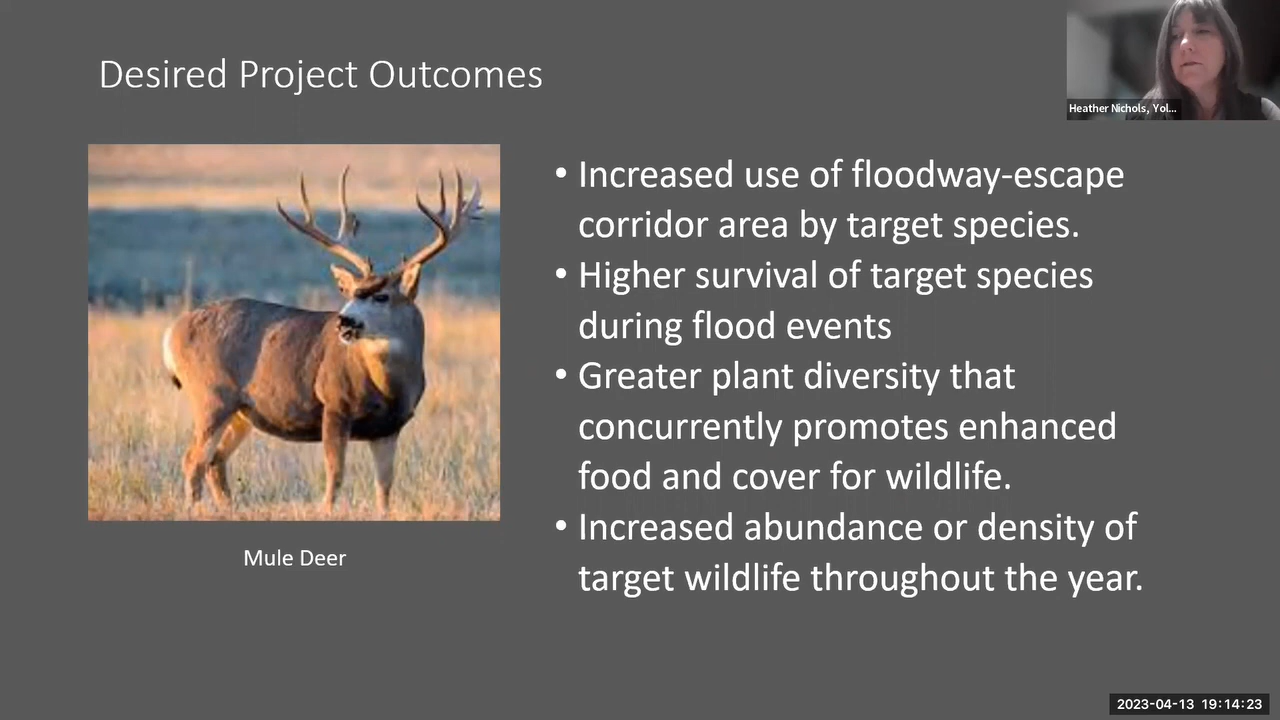 Desired Project Outcomes
Heather Nichols, Yol...
• Increased use of floodway-escape
corridor area by target species.
• Higher survival of target species
during flood events
• Greater plant diversity that
concurrently promotes enhanced
food and cover for wildlife.
• Increased abundance or density of
target wildlife throughout the year.
Mule Deer
2023-04-13 19:14:23